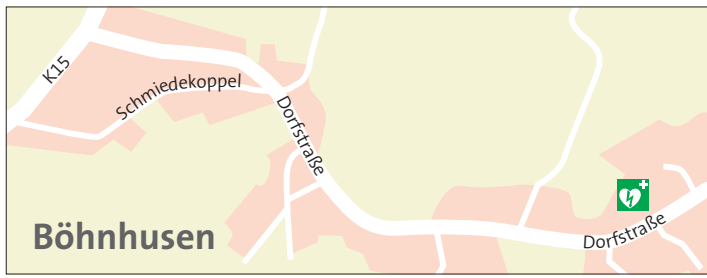 K15
Schmiedekoppel
Dorfstraße
Böhnhusen
Dorfstraße